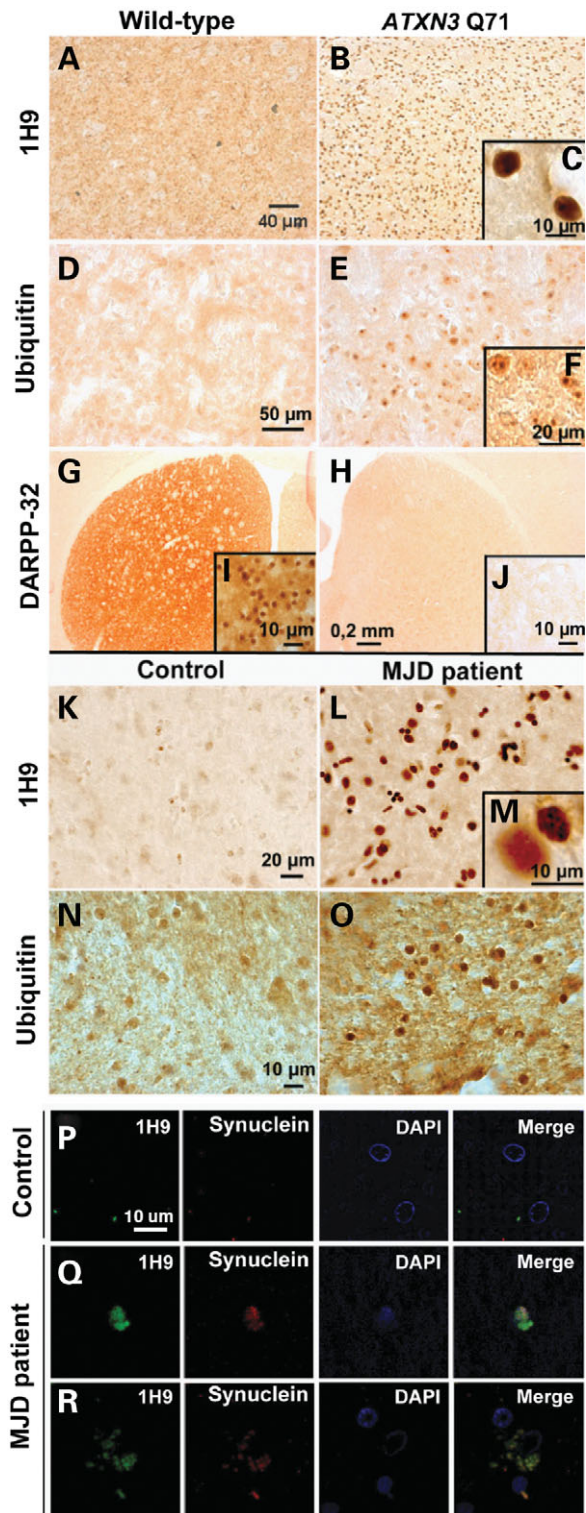 Wild-type ATXN3 Q71
1H9
A
B
C
40 µm
10 µm
Ubiquitin
D
E
F
50 µm
20 µm
DARPP-32
G
H
I
J
10 µm
0,2 mm
10 µm
Control MJD patient
1H9
K
L
M
20 µm
10 µm
Ubiquitin
N
O
10 µm
Control
P
1H9
Synuclein
DAPI
Merge
10 um
MJD patient
Q
1H9
Synuclein
DAPI
Merge
R
1H9
Synuclein
DAPI
Merge